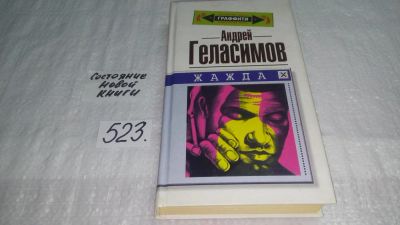 ГРАФФИТИ
Андрей
Геласимов
ЖАЖДА
Состояние
новой
книги
523.